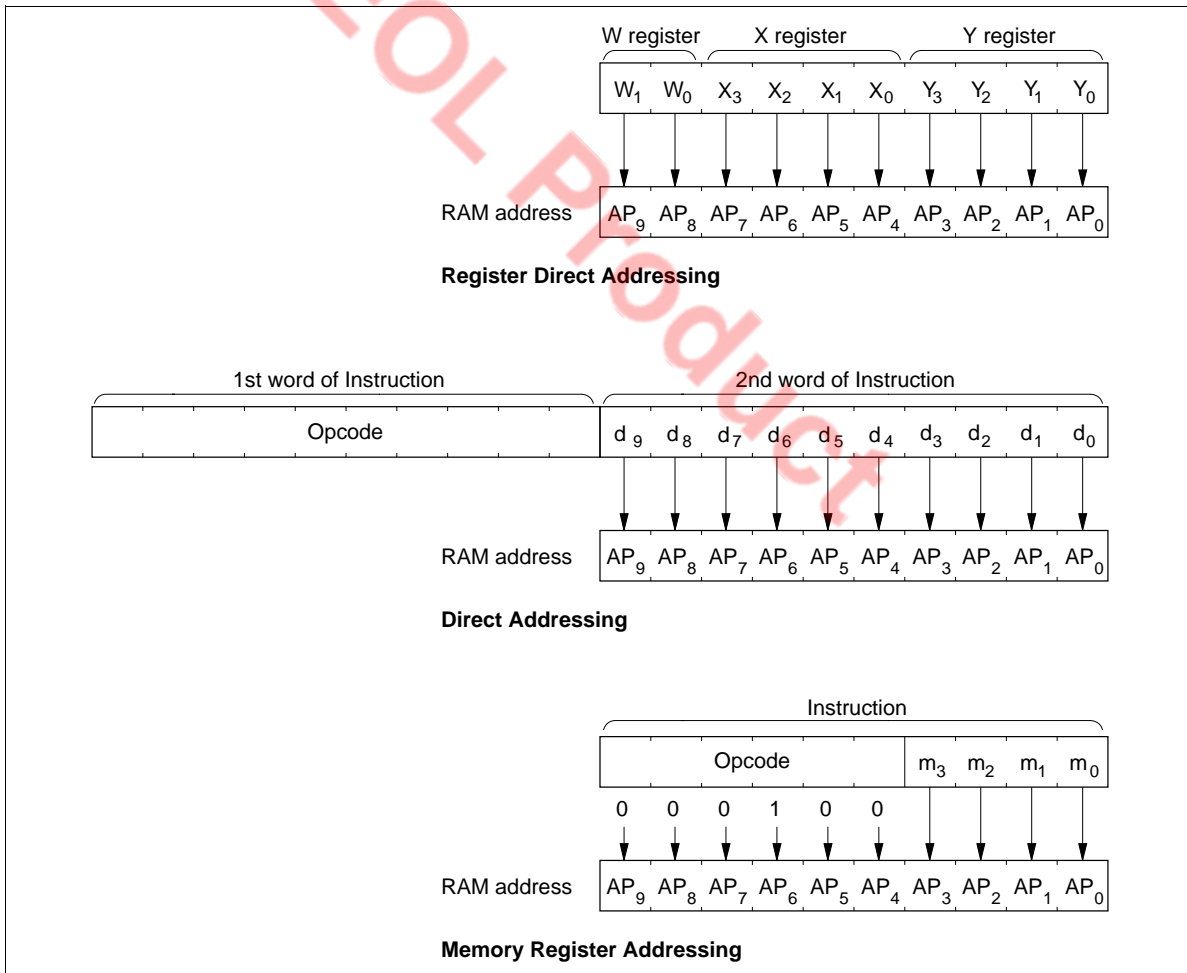 W register X register Y register
W1 W0 X3 X2 X1 X0 Y3 Y2 Y1 Y0
RAM address AP9 AP8 AP7 AP6 AP5 AP4 AP3 AP2 AP1 AP0
Register Direct Addressing
1st word of Instruction 2nd word of Instruction
Opcode d9 d8 d7 d6 d5 d4 d3 d2 d1 d0
RAM address AP9 AP8 AP7 AP6 AP5 AP4 AP3 AP2 AP1 AP0
Direct Addressing
Instruction
Opcode m3 m2 m1 m0
0 0 0 1 0 0
RAM address AP9 AP8 AP7 AP6 AP5 AP4 AP3 AP2 AP1 AP0
Memory Register Addressing
EOL Product